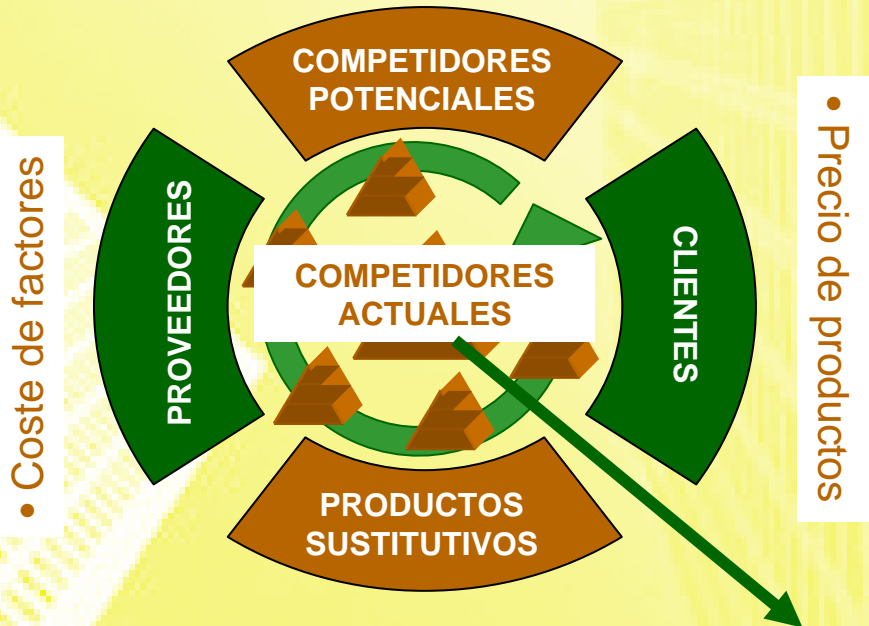 COMPETIDORES
POTENCIALES
• Coste de factores
PROVEEDORES
COMPETIDORES
ACTUALES
CLIENTES
• Precio de productos
PRODUCTOS
SUSTITUTIVOS